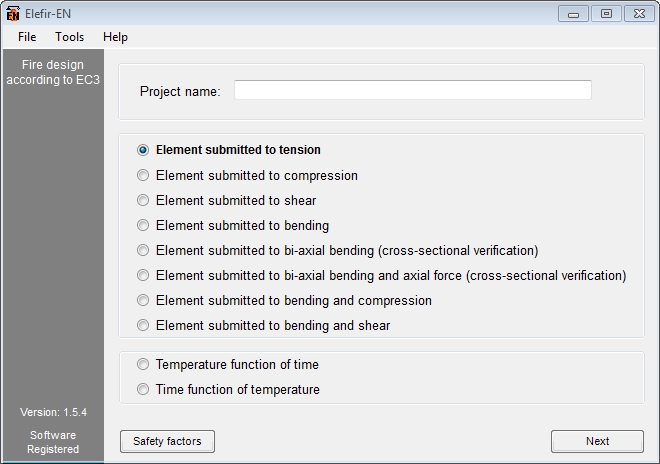 Elefir-EN
File Tools Help
Fire design
according to EC3
Project name:
Element submitted to tension
Element submitted to compression
Element submitted to shear
Element submitted to bending
Element submitted to bi-axial bending (cross-sectional verification)
Element submitted to bi-axial bending and axial force (cross-sectional verification)
Element submitted to bending and compression
Element submitted to bending and shear
Temperature function of time
Time function of temperature
Version: 1.5.4
Software
Registered
Safety factors
Next